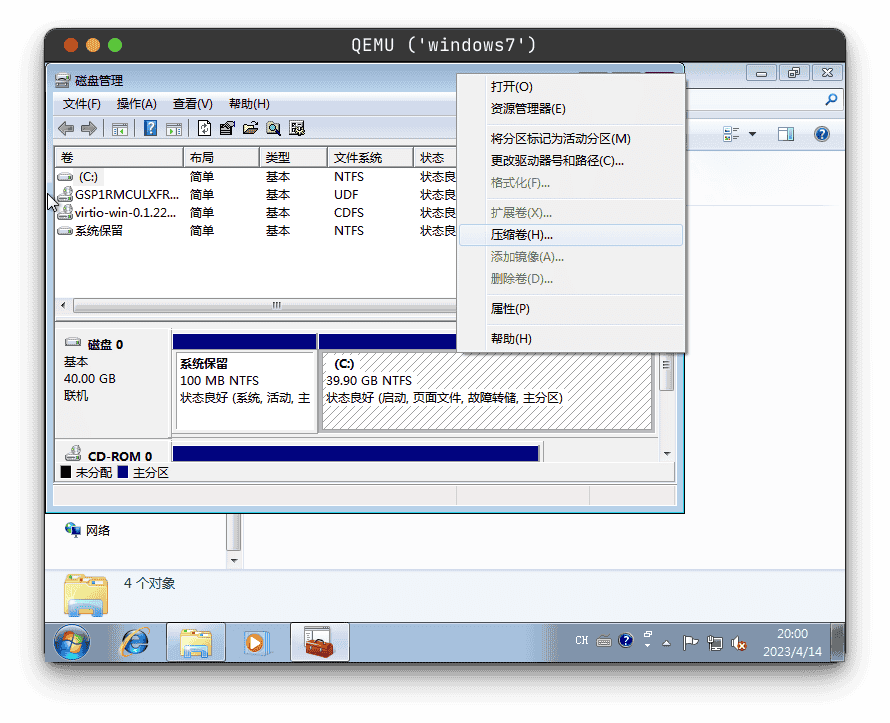 QEMU ('windows7')
磁盘管理
文件(F) 操作(A) 查看(V) 帮助(H)
卷 布局 类型 文件系统 状态
(C:) 简单 基本 NTFS 状态良
GSP1RMCULXFR... 简单 基本 UDF 状态良
virtio-win-0.1.22... 简单 基本 CDFS 状态良
系统保留 简单 基本 NTFS 状态良
打开(O)
资源管理器(E)
将分区标记为活动分区(M)
更改驱动器号和路径(C)...
格式化(F)...
扩展卷(X)...
压缩卷(H)...
添加镜像(A)...
删除卷(D)...
属性(P)
帮助(H)
磁盘 0
基本
40.00 GB
联机
系统保留
100 MB NTFS
状态良好 (系统, 活动, 主
(C:)
39.90 GB NTFS
状态良好 (启动, 页面文件, 故障转储, 主分区)
CD-ROM 0
未分配 主分区
网络
4 个对象
CH
20:00
2023/4/14